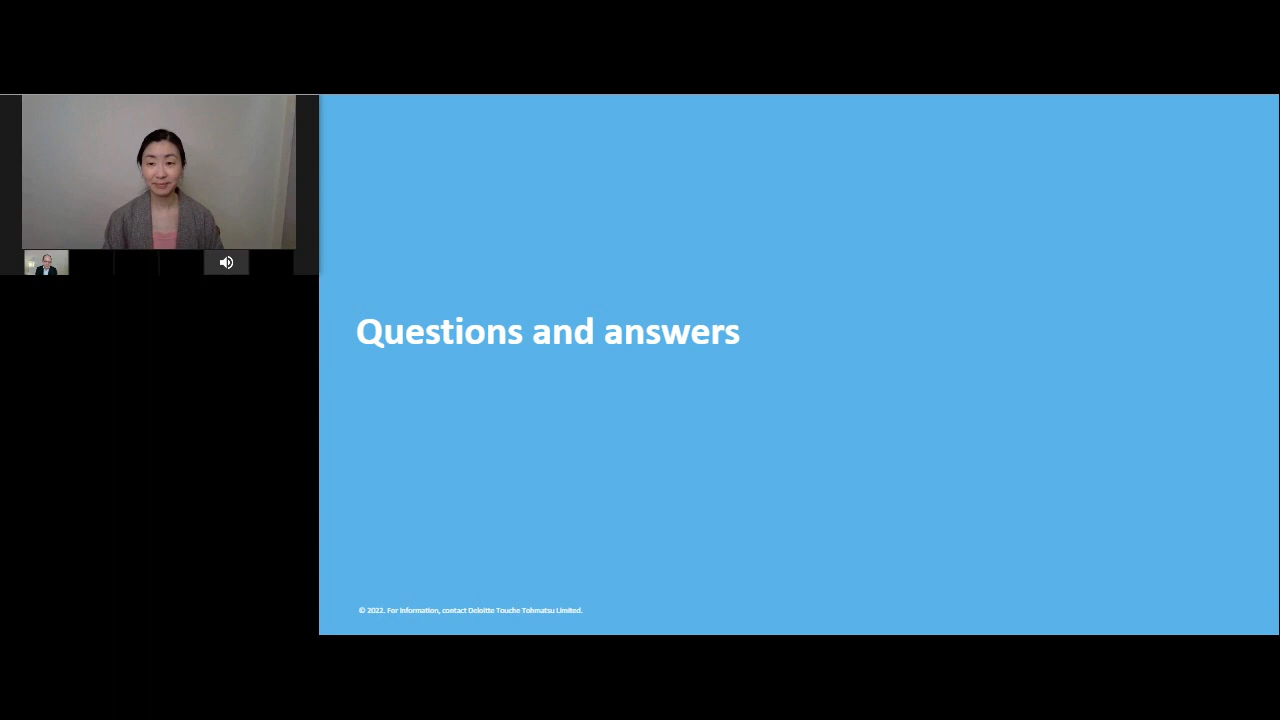 Questions and answers
© 2022. For information, contact Deloitte Touche Tohmatsu Limited.